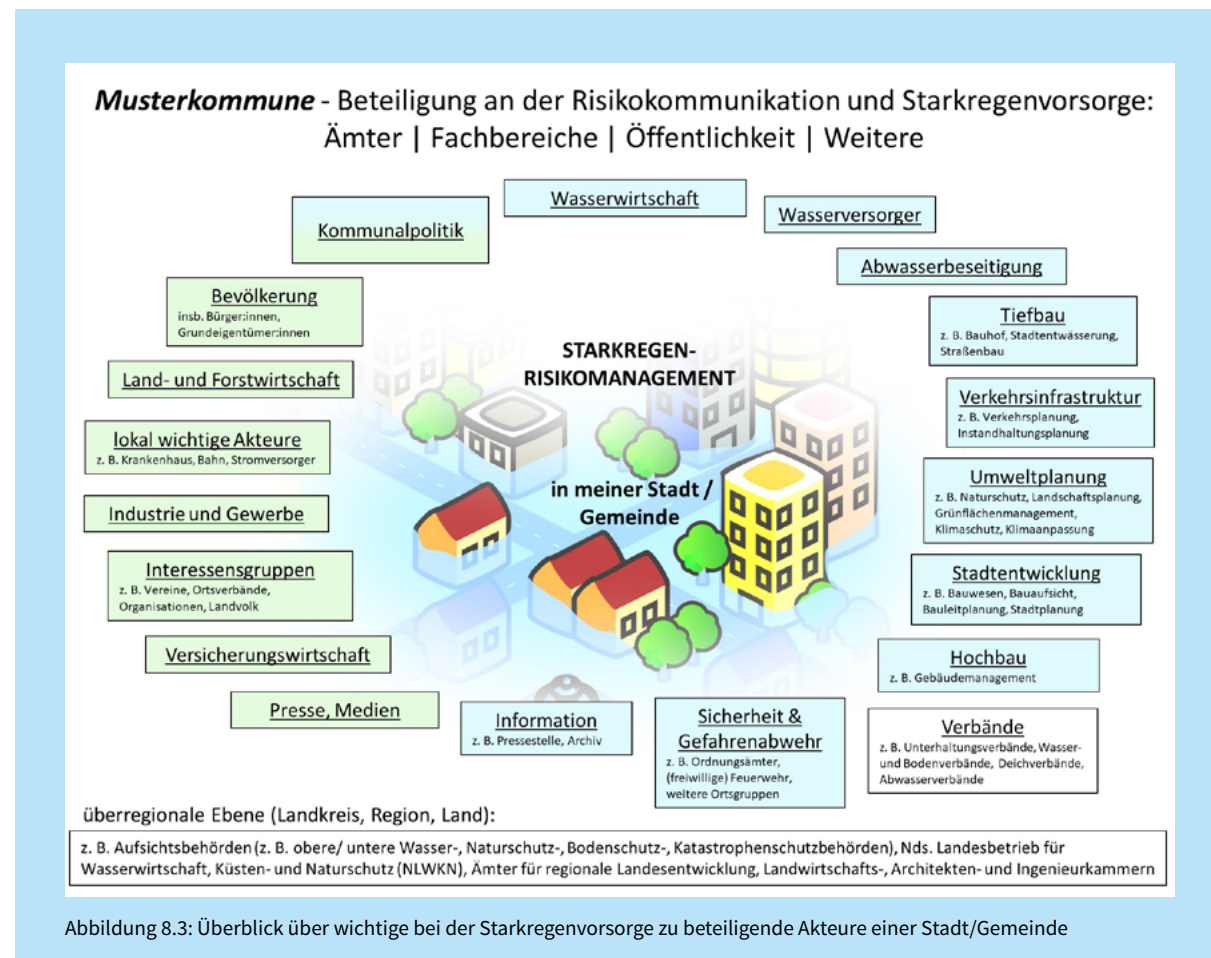 Musterkommune - Beteiligung an der Risikokommunikation und Starkregenvorsorge:
Ämter | Fachbereiche | Öffentlichkeit | Weitere
Wasserwirtschaft
Wasserversorger
Kommunalpolitik
Abwasserbeseitigung
Bevölkerung
insb. Bürger:innen,
Grundeigentümer:innen
Tiefbau
z. B. Bauhof, Stadtentwässerung,
Straßenbau
STARKREGEN-
RISIKOMANAGEMENT
Land- und Forstwirtschaft
Verkehrsinfrastruktur
z. B. Verkehrsplanung,
Instandhaltungsplanung
lokal wichtige Akteure
z. B. Krankenhaus, Bahn, Stromversorger
in meiner Stadt /
Gemeinde
Umweltplanung
z. B. Naturschutz, Landschaftsplanung,
Grünflächenmanagement,
Klimaschutz, Klimaanpassung
Industrie und Gewerbe
Interessensgruppen
z. B. Vereine, Ortsverbände,
Organisationen, Landvolk
Stadtentwicklung
z. B. Bauwesen, Bauaufsicht,
Bauleitplanung, Stadtplanung
Versicherungswirtschaft
Hochbau
z. B. Gebäudemanagement
Presse, Medien
Information
z. B. Pressestelle, Archiv
Sicherheit &
Gefahrenabwehr
z. B. Ordnungsämter,
(freiwillige) Feuerwehr,
weitere Ortsgruppen
Verbände
z. B. Unterhaltungsverbände, Wasser-
und Bodenverbände, Deichverbände,
Abwasserverbände
überregionale Ebene (Landkreis, Region, Land):
z. B. Aufsichtsbehörden (z. B. obere/ untere Wasser-, Naturschutz-, Bodenschutz-, Katastrophenschutzbehörden), Nds. Landesbetrieb für
Wasserwirtschaft, Küsten- und Naturschutz (NLWKN), Ämter für regionale Landesentwicklung, Landwirtschafts-, Architekten- und Ingenieurkammern
Abbildung 8.3: Überblick über wichtige bei der Starkregenvorsorge zu beteiligende Akteure einer Stadt/Gemeinde